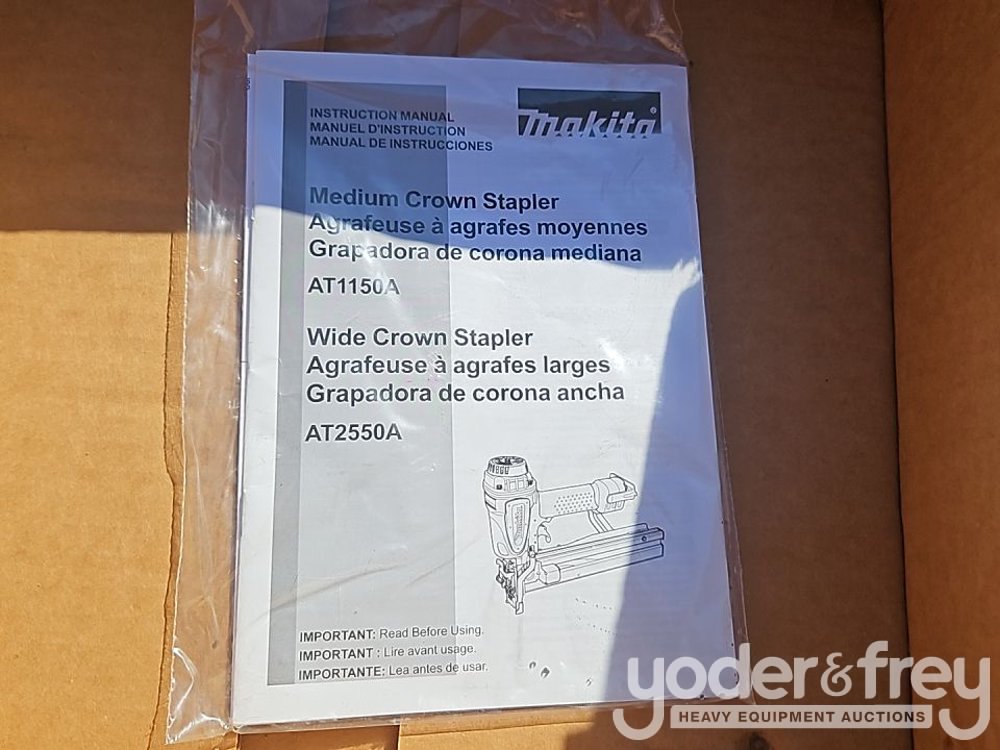 INSTRUCTION MANUAL
MANUEL D'INSTRUCTION
MANUAL DE INSTRUCCIONES
makita®
Medium Crown Stapler
Agrafeuse à agrafes moyennes
Grapadora de corona mediana
AT1150A
Wide Crown Stapler
Agrafeuse à agrafes larges
Grapadora de corona ancha
AT2550A
IMPORTANT: Read Before Using.
IMPORTANT : Lire avant usage.
IMPORTANTE: Lea antes de usar.
yoder&frey
HEAVY EQUIPMENT AUCTIONS